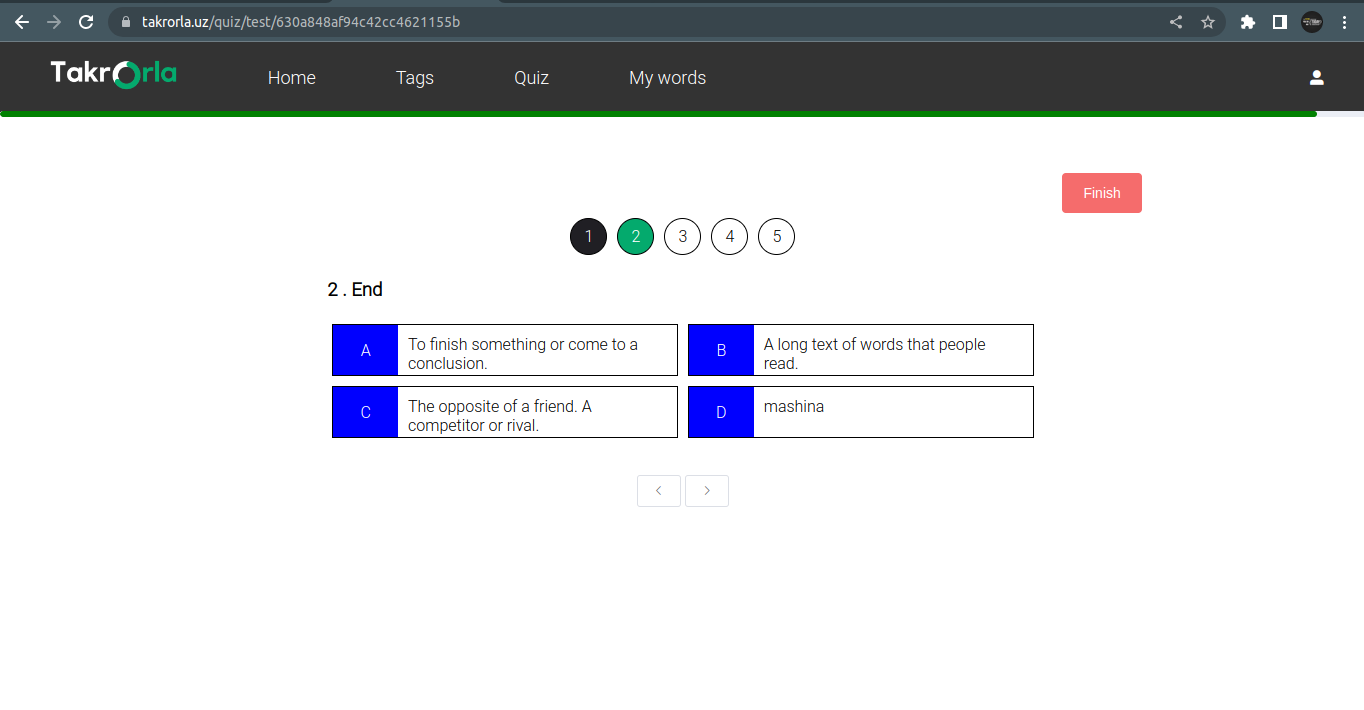 takrorla.uz/quiz/test/630a848af94c42cc4621155b
TakrOrla Home Tags Quiz My words
Finish
1 2 3 4 5
2 . End
A To finish something or come to a conclusion.
B A long text of words that people read.
C The opposite of a friend. A competitor or rival.
D mashina